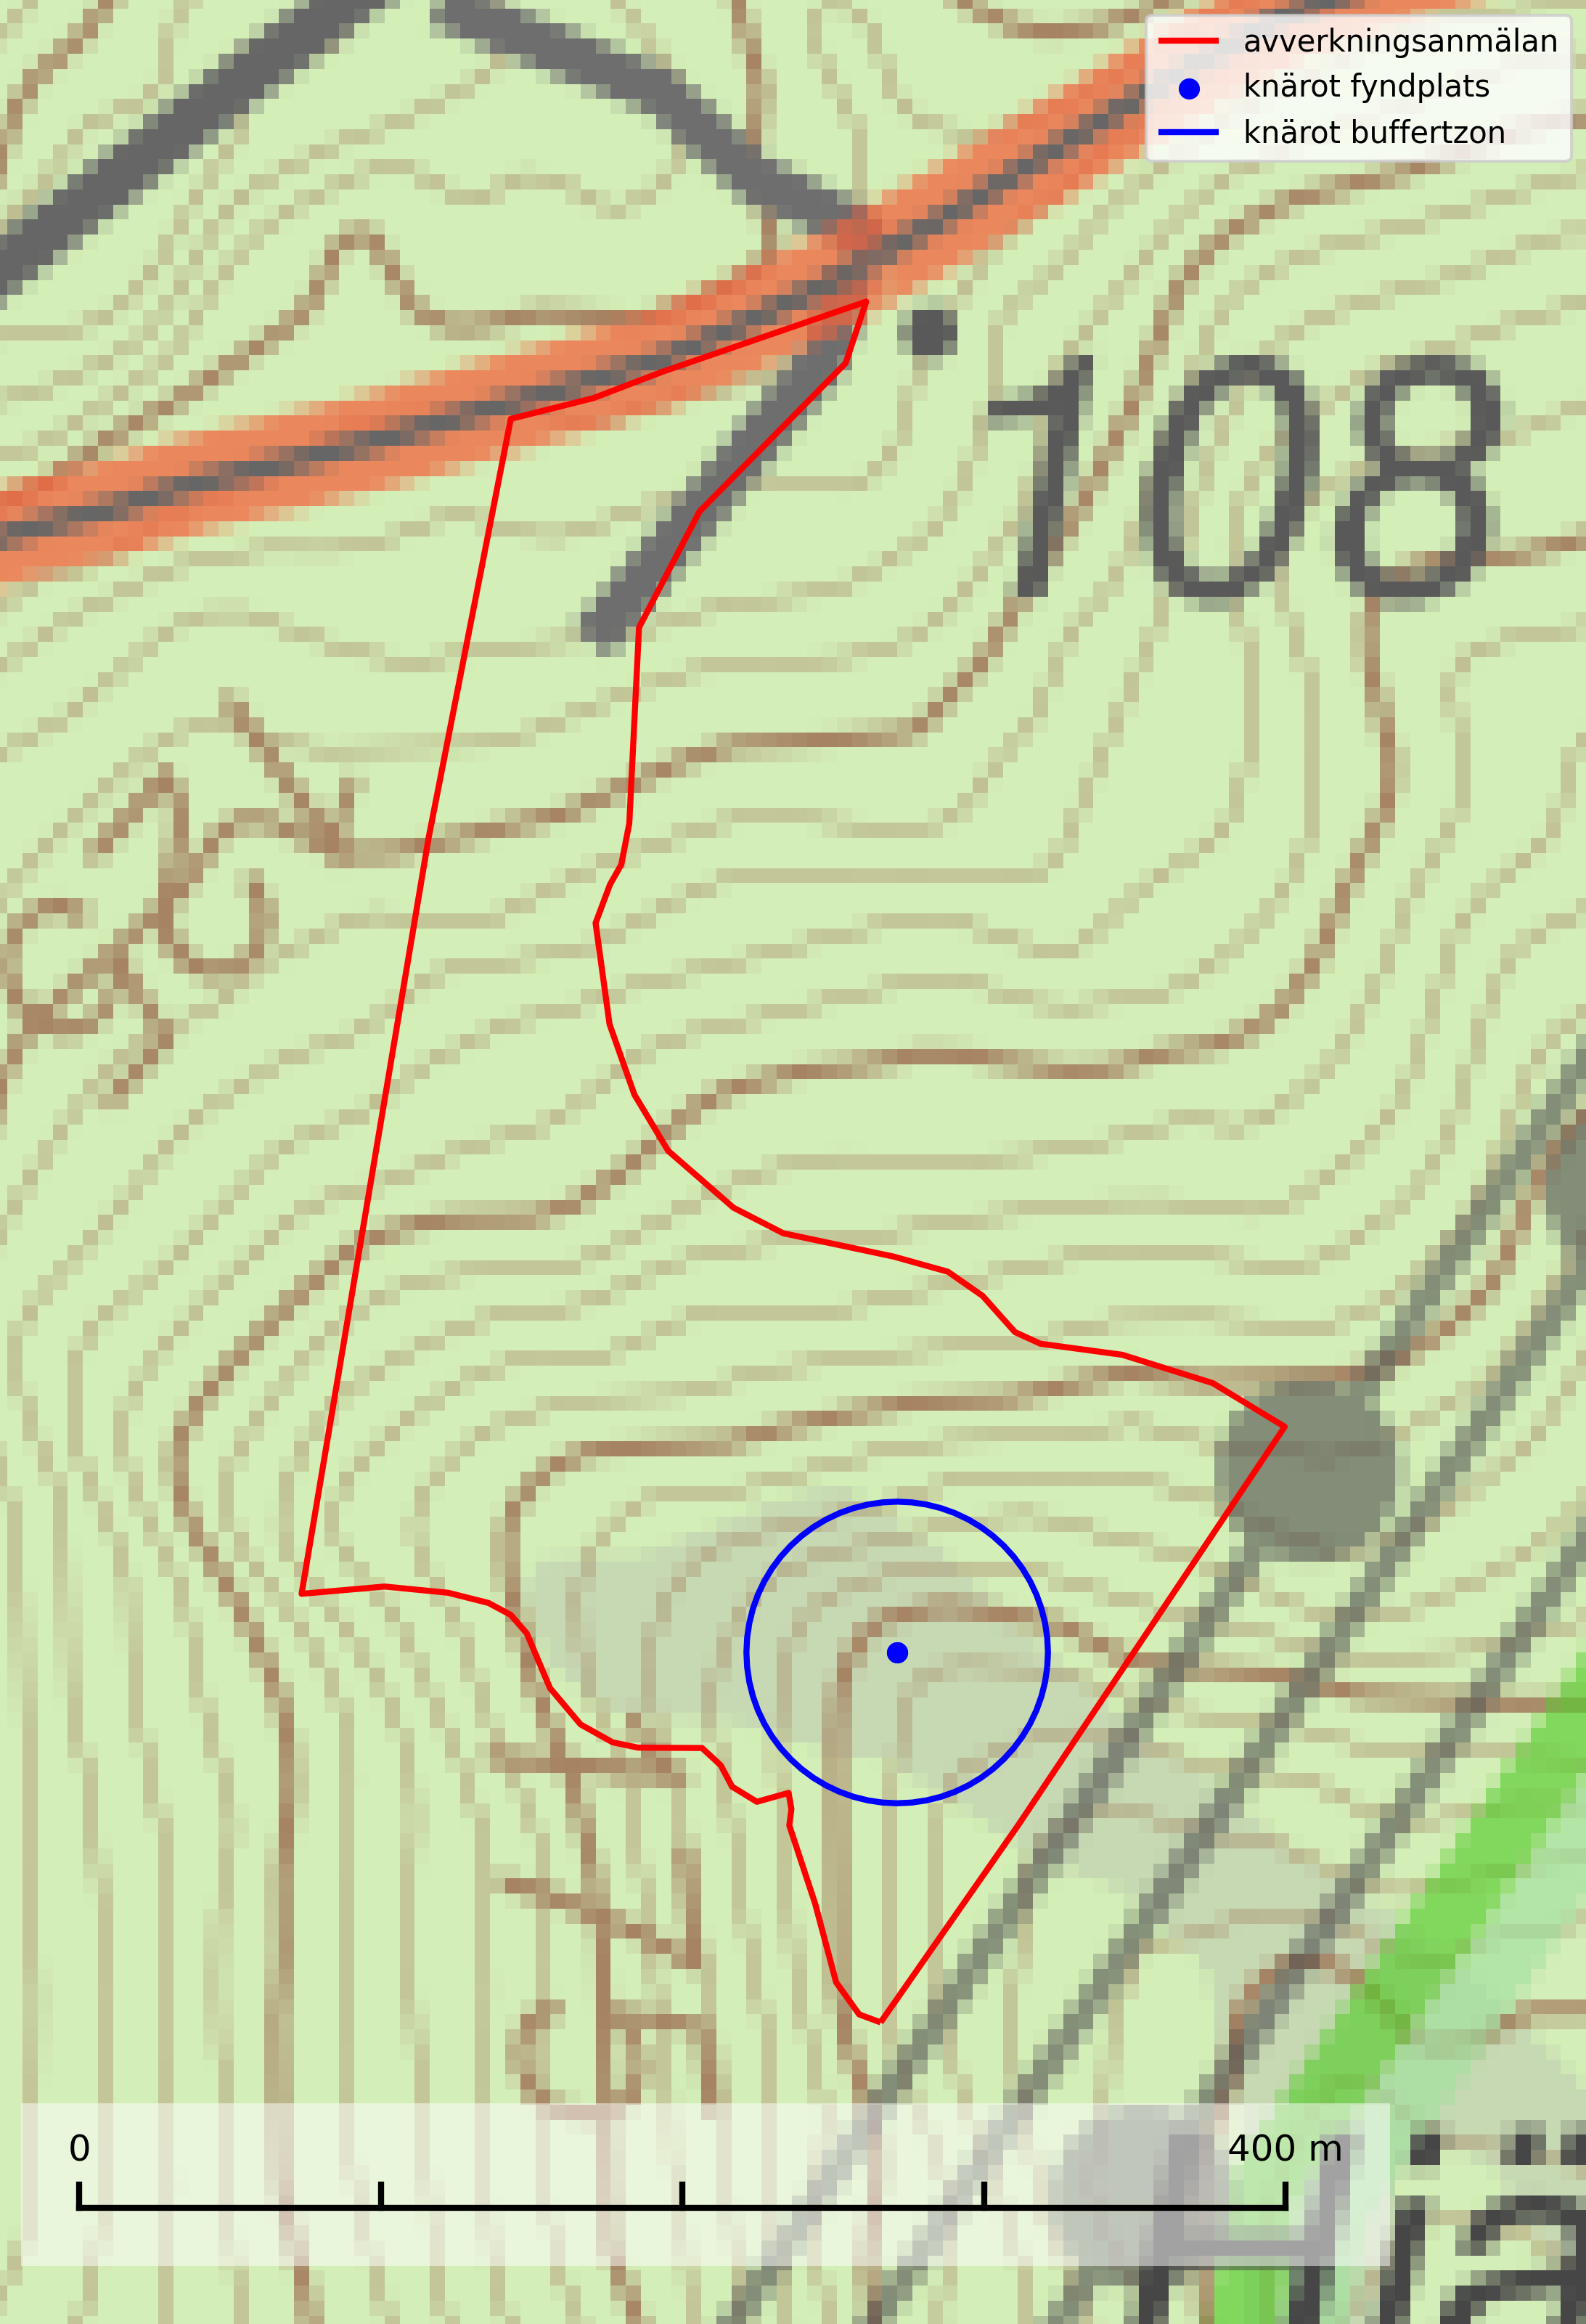 avverkningsanmälan
knärot fyndplats
knärot buffertzon
108
0
400 m